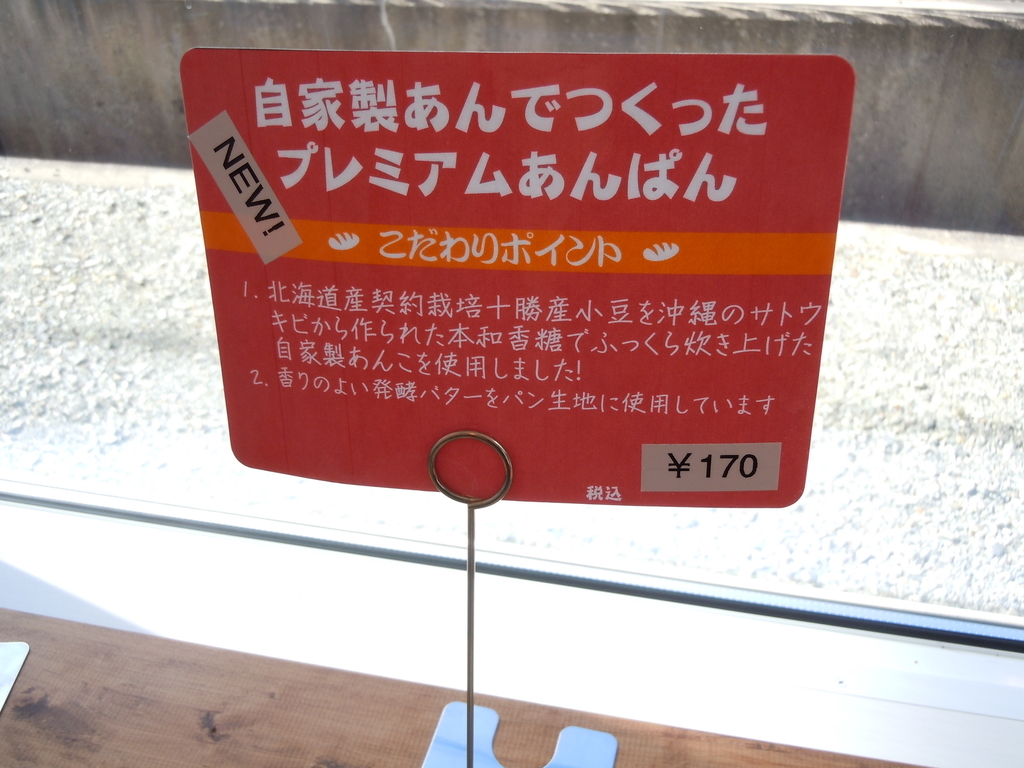 自家製あんでつくった
プレミアムあんぱん
NEW!
こだわりポイント
1. 北海道産契約栽培十勝産小豆を沖縄のサトウ
キビから作られた本和香糖でふっくら炊き上げた
自家製あんこを使用しました!
2. 香りのよい発酵バターをパン生地に使用しています
¥170
税込